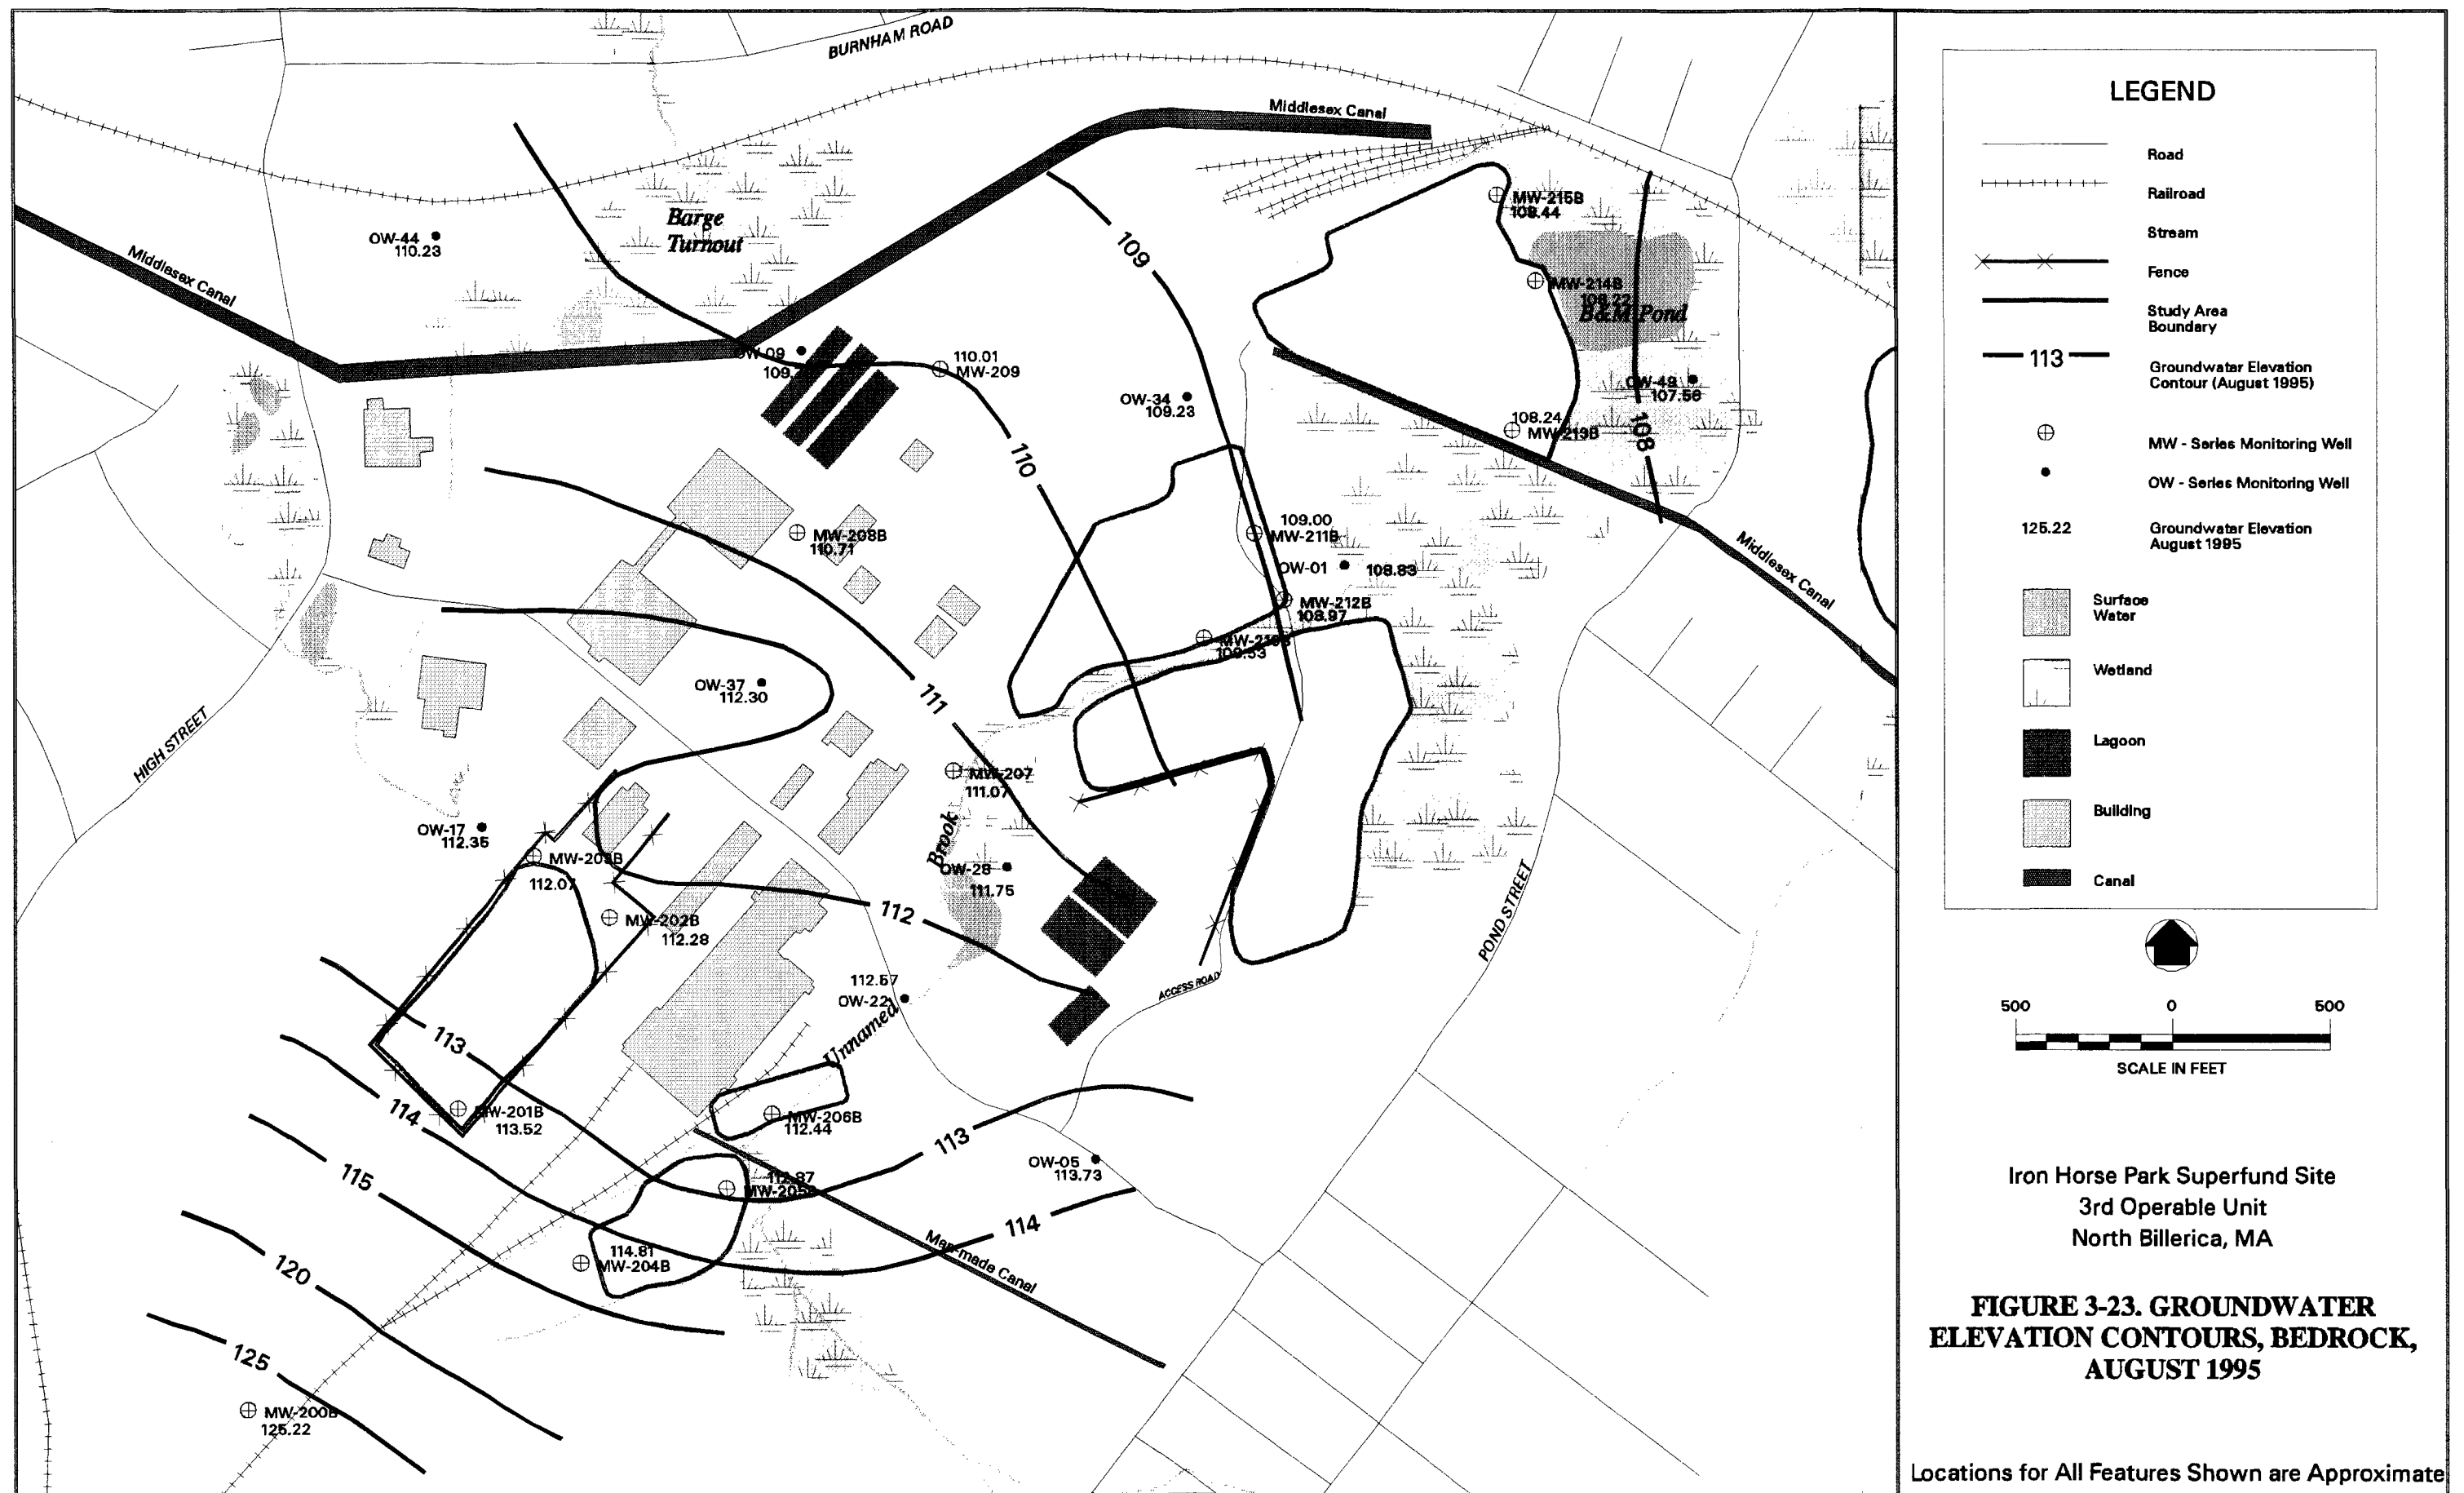 BURNHAM ROAD
Middlesex Canal
MW-215B
108.44
Barge
Turnout
OW-44
110.23
109
Middlesex Canal
MW-214B
108.22
B&M Pond
OW-09
109.
110.01
MW-209
OW-34
109.23
OW-49
107.56
108.24
MW-213B
108
110
109.00
MW-211B
MW-208B
110.71
OW-01
108.83
Middlesex Canal
MW-212B
108.97
109.53
OW-37
112.30
111
HIGH STREET
MW-207
111.07
OW-17
112.35
Brook
MW-203B
112.07
OW-28
111.75
112
MW-202B
112.28
POND STREET
112.57
OW-22
ACCESS ROAD
Unnamed
113
114
MW-201B
113.52
MW-206B
112.44
113
OW-05
113.73
115
112.87
MW-205B
114
Man-made Canal
114.81
MW-204B
120
125
MW-200B
125.22
LEGEND
Road
Railroad
Stream
Fence
Study Area
Boundary
113
Groundwater Elevation
Contour (August 1995)
MW - Series Monitoring Well
OW - Series Monitoring Well
125.22
Groundwater Elevation
August 1995
Surface
Water
Wetland
Lagoon
Building
Canal
500 0 500
SCALE IN FEET
Iron Horse Park Superfund Site
3rd Operable Unit
North Billerica, MA
FIGURE 3-23. GROUNDWATER
ELEVATION CONTOURS, BEDROCK,
AUGUST 1995
Locations for All Features Shown are Approximate